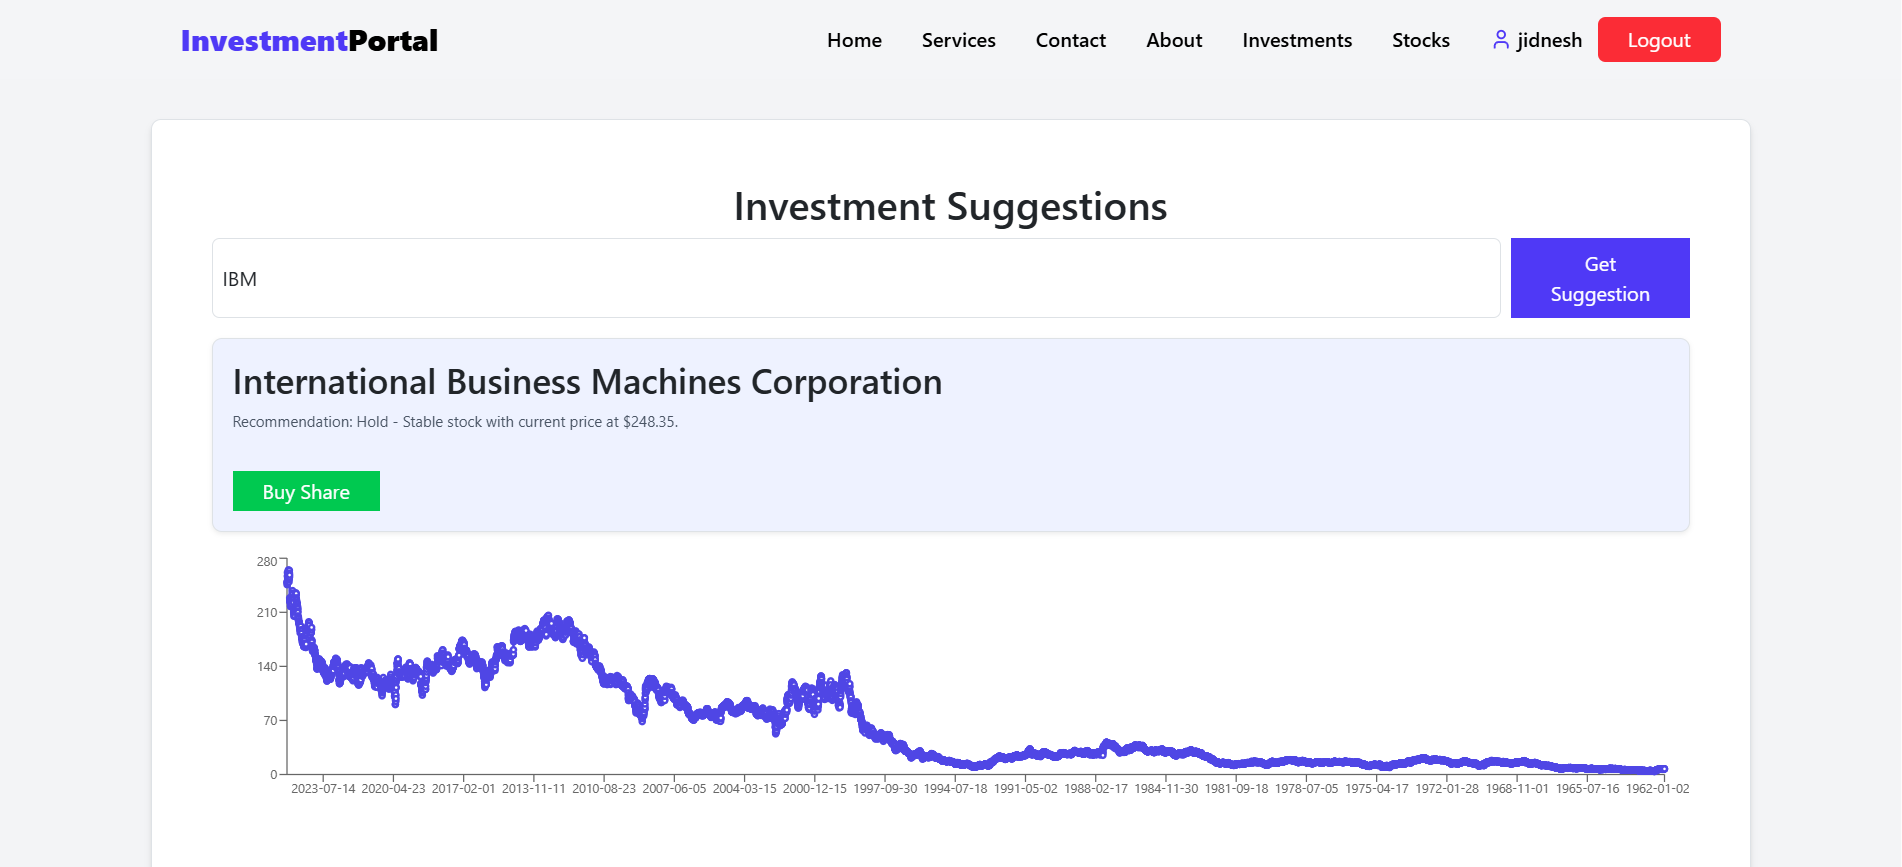 InvestmentPortal Home Services Contact About Investments Stocks jidnesh Logout
Investment Suggestions
IBM
Get
Suggestion
International Business Machines Corporation
Recommendation: Hold - Stable stock with current price at $248.35.
Buy Share
280
210
140
70
0
2023-07-14 2020-04-23 2017-02-01 2013-11-11 2010-08-23 2007-06-05 2004-03-15 2000-12-15 1997-09-30 1994-07-18 1991-05-02 1988-02-17 1984-11-30 1981-09-18 1978-07-05 1975-04-17 1972-01-28 1968-11-01 1965-07-16 1962-01-02